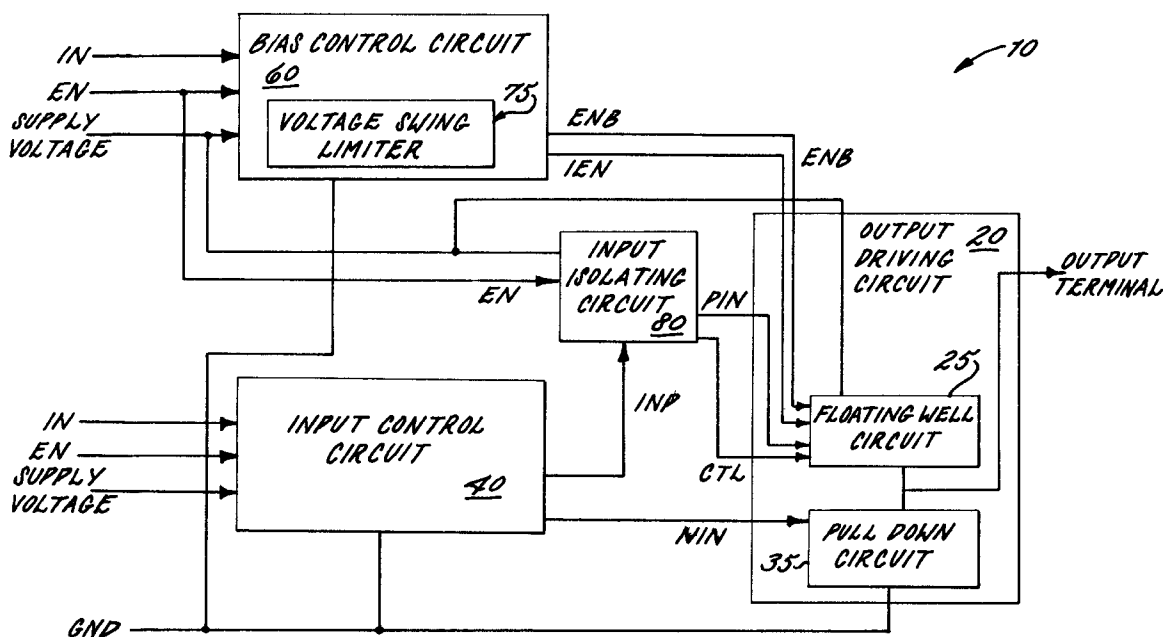 BIAS CONTROL CIRCUIT
60
IN
EN
SUPPLY
VOLTAGE
75
VOLTAGE SWING
LIMITER
ENB
IEN
ENB
10
INPUT
ISOLATING
CIRCUIT
80
EN
PIN
OUTPUT
DRIVING
CIRCUIT
20
OUTPUT
TERMINAL
25
FLOATING WELL
CIRCUIT
INP
CTL
IN
EN
SUPPLY
VOLTAGE
INPUT CONTROL
CIRCUIT
40
NIN
PULL DOWN
CIRCUIT
35
GND